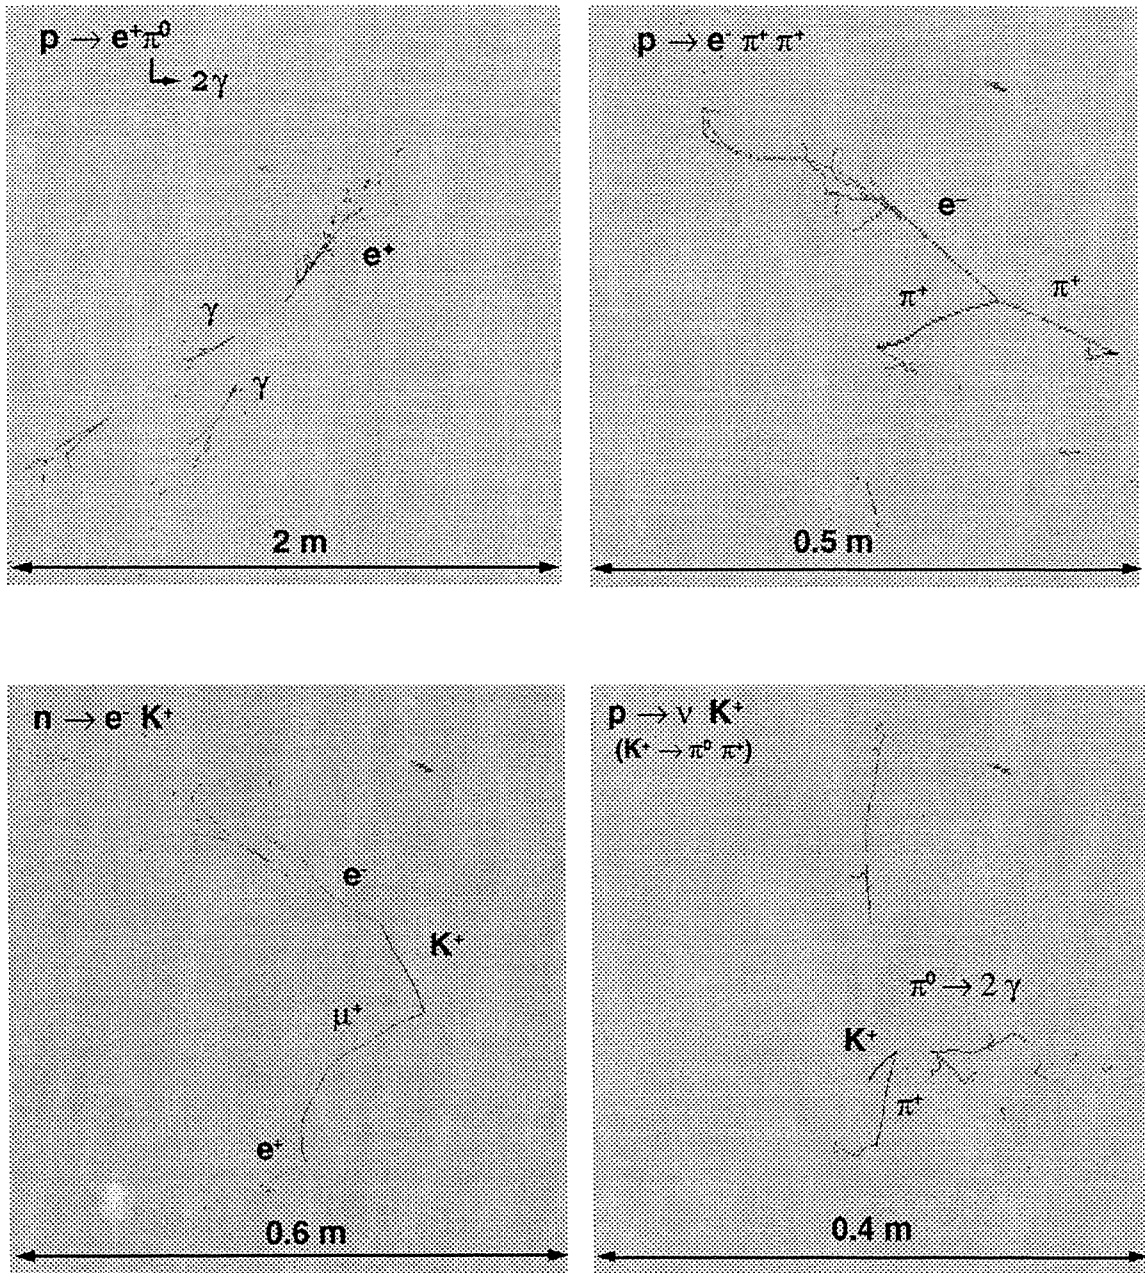 p → e⁺π⁰
↳ 2γ
e⁺
γ
γ
2 m
p → e⁻ π⁺ π⁺
e⁻
π⁺
π⁺
0.5 m
n → e⁻ K⁺
e⁻
K⁺
μ⁺
e⁺
0.6 m
p → ν K⁺
(K⁺ → π⁰ π⁺)
π⁰ → 2 γ
K⁺
π⁺
0.4 m